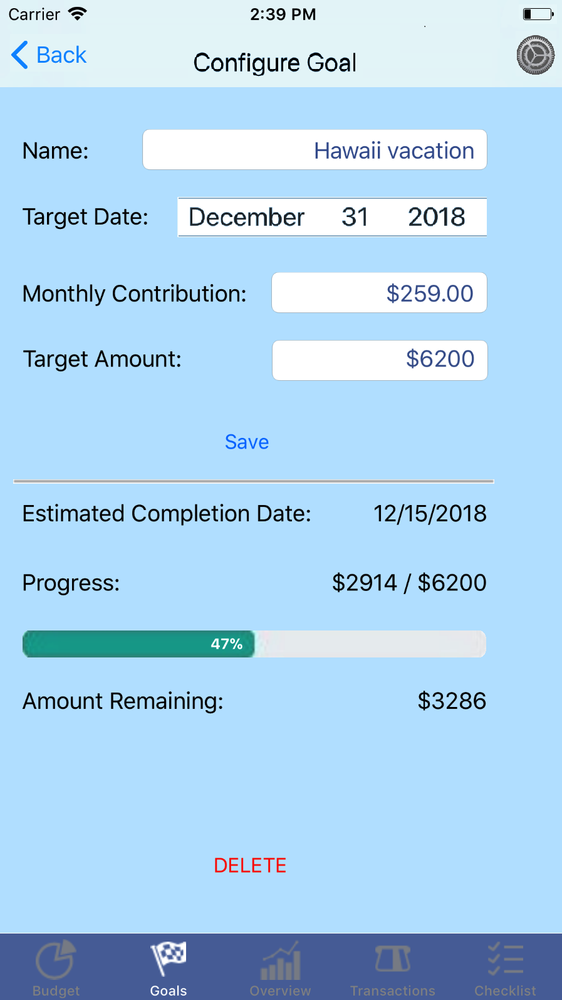 Carrier 2:39 PM
Back Configure Goal
Name: Hawaii vacation
Target Date: December 31 2018
Monthly Contribution: $259.00
Target Amount: $6200
Save
Estimated Completion Date: 12/15/2018
Progress: $2914 / $6200
47%
Amount Remaining: $3286
DELETE
Budget Goals Overview Transactions Checklist